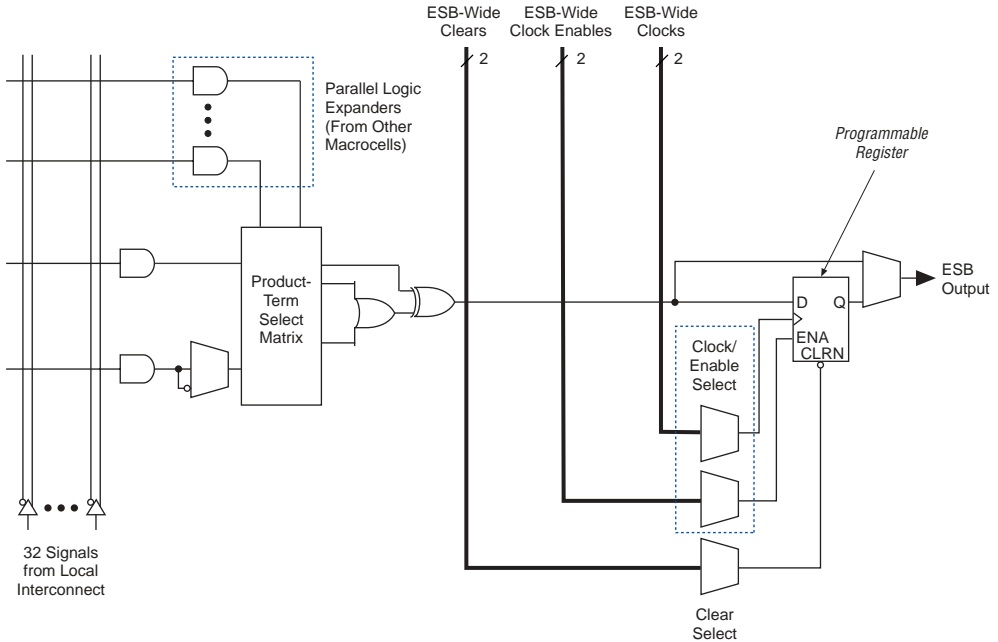 ESB-Wide
Clears
ESB-Wide
Clock Enables
ESB-Wide
Clocks
2
2
2
Parallel Logic
Expanders
(From Other
Macrocells)
Programmable
Register
Product-
Term
Select
Matrix
ESB
Output
D
Q
ENA
CLRN
Clock/
Enable
Select
32 Signals
from Local
Interconnect
Clear
Select